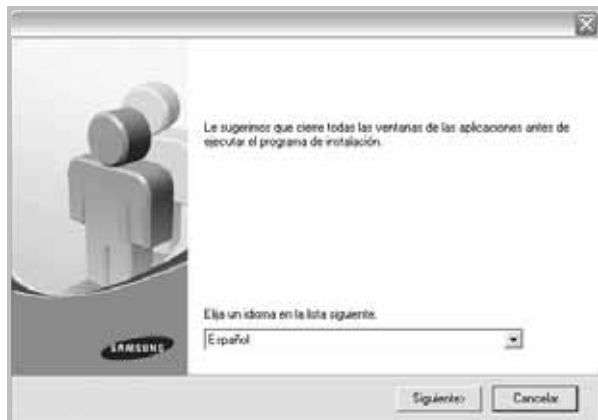 Le sugerimos que cierre todas las ventanas de las aplicaciones antes de
ejecutar el programa de instalación.
Elija un idioma en la lista siguiente.
Español
SAMSUNG
Siguiente>
Cancelar